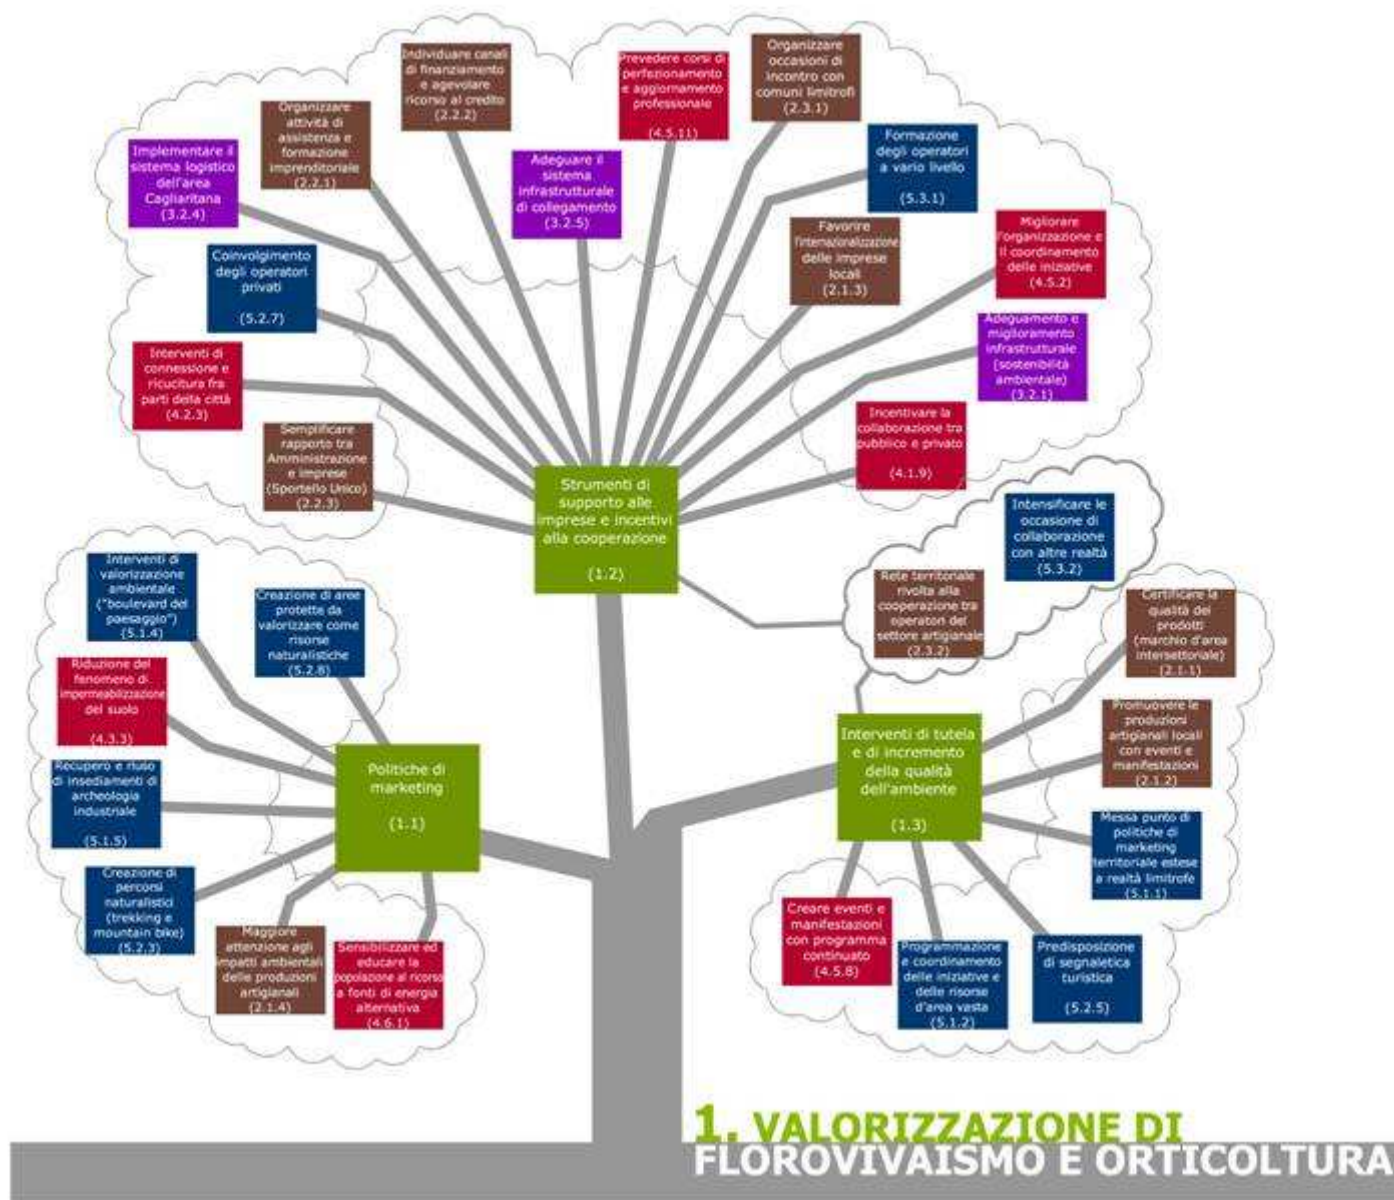 Individuare canali
di finanziamento
e agevolare
ricorso al credito
(2.2.2)
Prevedere corsi di
perfezionamento
e aggiornamento
professionale
(4.5.11)
Organizzare
occasioni di
incontro con
comuni limitrofi
(2.3.1)
Organizzare
attività di
assistenza e
formazione
imprenditoriale
(2.2.1)
Implementare il
sistema logistico
dell'area
Cagliaritana
(3.2.4)
Adeguare il
sistema
infrastrutturale
di collegamento
(3.2.5)
Formazione
degli operatori
a vario livello
(5.3.1)
Favorire
l'internazionalizzazione
delle imprese
locali
(2.1.3)
Migliorare
l'organizzazione e
il coordinamento
delle iniziative
(4.5.2)
Coinvolgimento
degli operatori
privati
(5.2.7)
Adeguamento e
miglioramento
infrastrutturale
(sostenibilità
ambientale)
(3.2.1)
Interventi di
connessione e
ricucitura fra
parti della città
(4.2.3)
Incentivare la
collaborazione tra
pubblico e privato
(4.1.9)
Semplificare
rapporto tra
Amministrazione
e imprese
(Sportello Unico)
(2.2.3)
Strumenti di
supporto alle
imprese e incentivi
alla cooperazione
(1.2)
Intensificare le
occasione di
collaborazione
con altre realtà
(5.3.2)
Rete territoriale
rivolta alla
cooperazione tra
operatori del
settore artigianale
(2.3.2)
Interventi di
valorizzazione
ambientale
("boulevard del
paesaggio")
(5.1.4)
Creazione di aree
protette da
valorizzare come
risorse
naturalistiche
(5.2.8)
Riduzione del
fenomeno di
impermeabilizzazione
del suolo
(4.3.3)
Recupero e riuso
di insediamenti di
archeologia
industriale
(5.1.5)
Creazione di
percorsi
naturalistici
(trekking e
mountain bike)
(5.2.3)
Politiche di
marketing
(1.1)
Maggiore
attenzione agli
impatti ambientali
delle produzioni
artigianali
(2.1.4)
Sensibilizzare ed
educare la
popolazione al ricorso
a fonti di energia
alternativa
(4.6.1)
Interventi di tutela
e di incremento
della qualità
dell'ambiente
(1.3)
Certificare la
qualità dei
prodotti
(marchio d'area
intersettoriale)
(2.1.1)
Promuovere le
produzioni
artigianali locali
con eventi e
manifestazioni
(2.1.2)
Messa punto di
politiche di
marketing
territoriale estese
a realtà limitrofe
(5.1.1)
Creare eventi e
manifestazioni
con programma
continuato
(4.5.8)
Programmazione
e coordinamento
delle iniziative e
delle risorse
d'area vasta
(5.1.2)
Predisposizione
di segnaletica
turistica
(5.2.5)
1. VALORIZZAZIONE DI
FLOROVIVAISMO E ORTICOLTURA